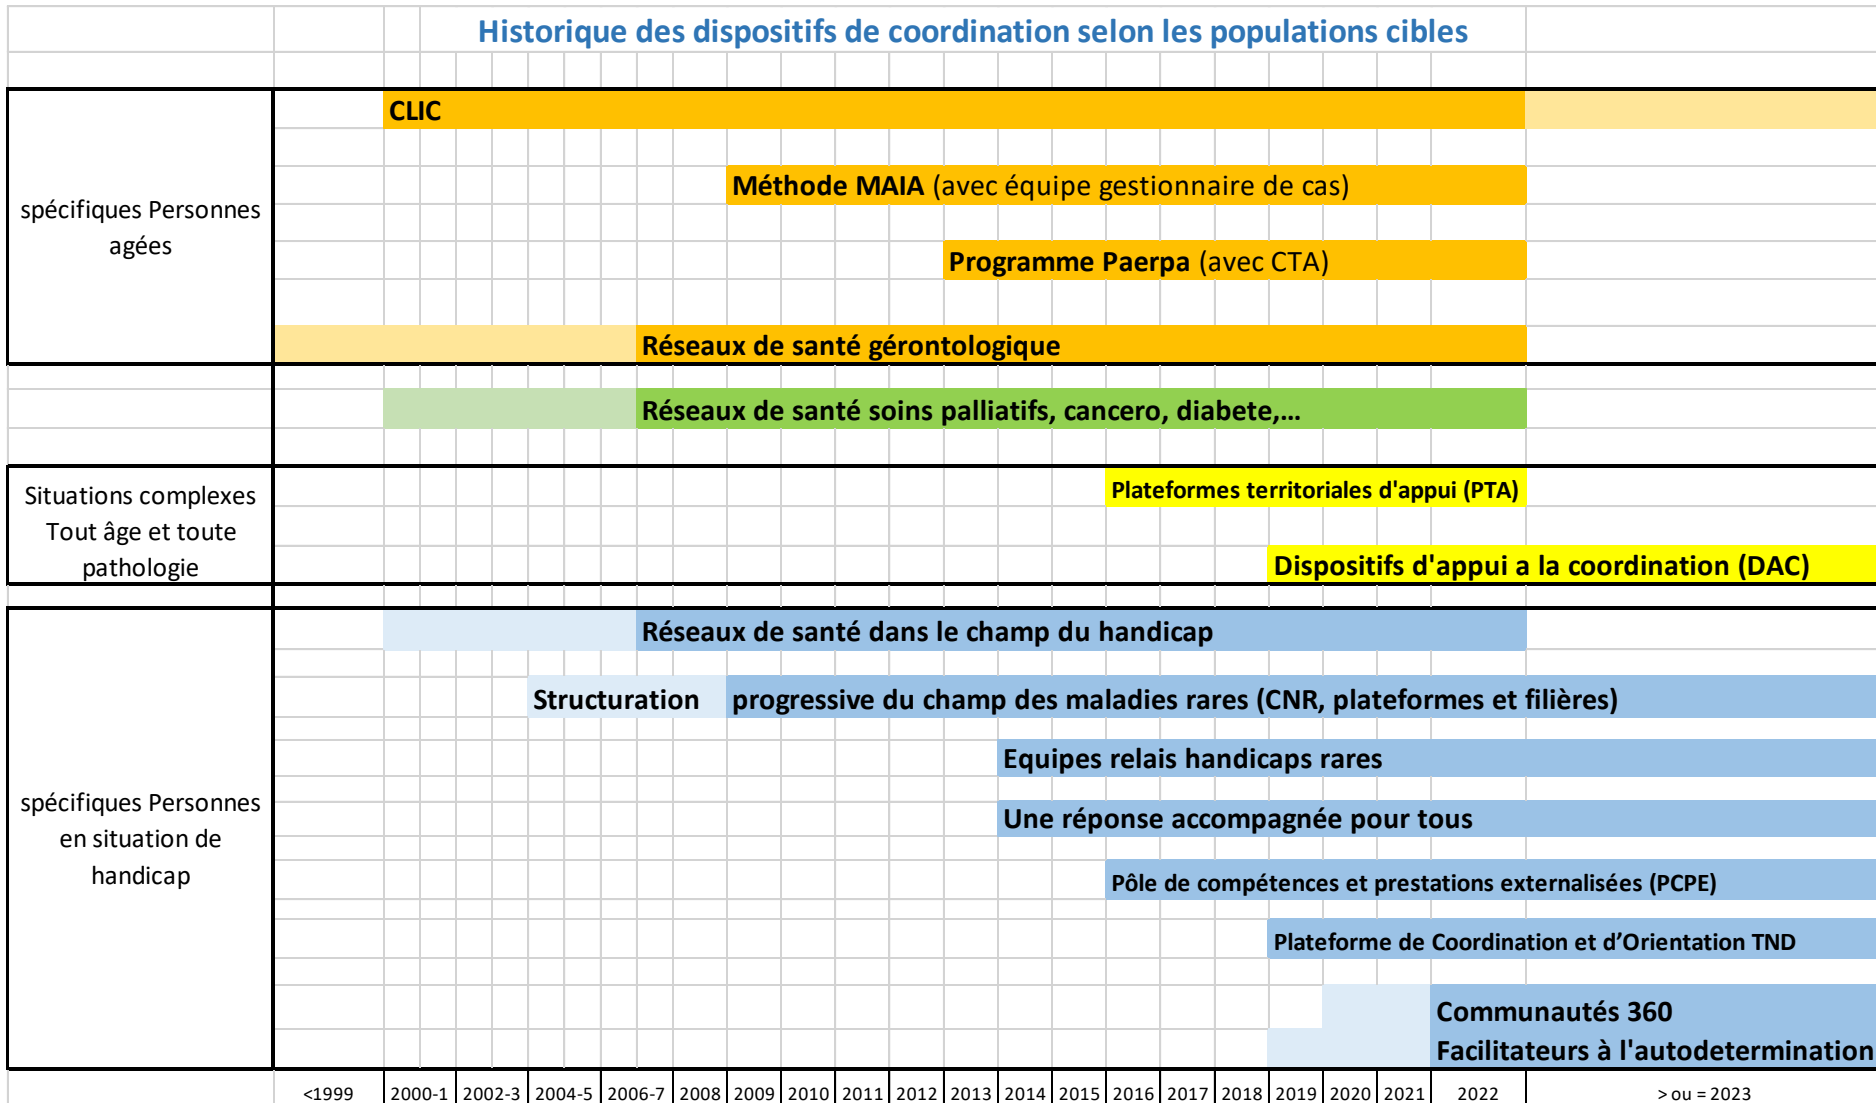 Historique des dispositifs de coordination selon les populations cibles
CLIC
Méthode MAIA (avec équipe gestionnaire de cas)
spécifiques Personnes
agées
Programme Paerpa (avec CTA)
Réseaux de santé gérontologique
Réseaux de santé soins palliatifs, cancero, diabete,...
Situations complexes
Tout âge et toute
pathologie
Plateformes territoriales d'appui (PTA)
Dispositifs d'appui a la coordination (DAC)
Réseaux de santé dans le champ du handicap
Structuration progressive du champ des maladies rares (CNR, plateformes et filières)
Equipes relais handicaps rares
spécifiques Personnes
en situation de
handicap
Une réponse accompagnée pour tous
Pôle de compétences et prestations externalisées (PCPE)
Plateforme de Coordination et d’Orientation TND
Communautés 360
Facilitateurs à l'autodetermination
<1999 2000-1 2002-3 2004-5 2006-7 2008 2009 2010 2011 2012 2013 2014 2015 2016 2017 2018 2019 2020 2021 2022 > ou = 2023